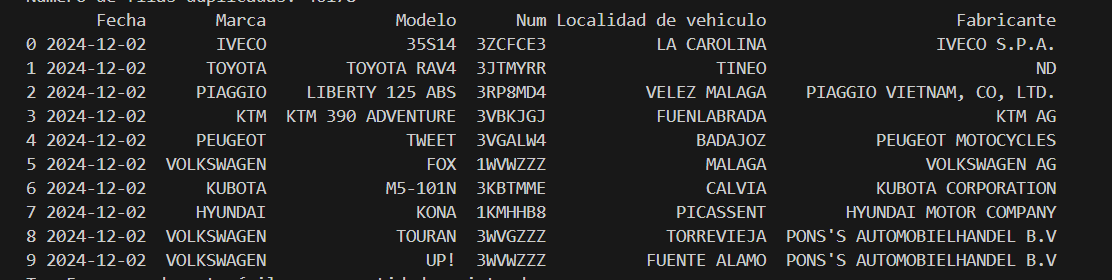 Numero de filas duplicadas:
Fecha Marca Modelo Num Localidad de vehiculo Fabricante
0 2024-12-02 IVECO 35S14 3ZCFCE3 LA CAROLINA IVECO S.P.A.
1 2024-12-02 TOYOTA TOYOTA RAV4 3JTMYRR TINEO ND
2 2024-12-02 PIAGGIO LIBERTY 125 ABS 3RP8MD4 VELEZ MALAGA PIAGGIO VIETNAM, CO, LTD.
3 2024-12-02 KTM KTM 390 ADVENTURE 3VBKJGJ FUENLABRADA KTM AG
4 2024-12-02 PEUGEOT TWEET 3VGALW4 BADAJOZ PEUGEOT MOTOCYCLES
5 2024-12-02 VOLKSWAGEN FOX 1WVWZZZ MALAGA VOLKSWAGEN AG
6 2024-12-02 KUBOTA M5-101N 3KBTMME CALVIA KUBOTA CORPORATION
7 2024-12-02 HYUNDAI KONA 1KMHHB8 PICASSENT HYUNDAI MOTOR COMPANY
8 2024-12-02 VOLKSWAGEN TOURAN 3WVGZZZ TORREVIEJA PONS'S AUTOMOBIELHANDEL B.V
9 2024-12-02 VOLKSWAGEN UP! 3WVWZZZ FUENTE ALAMO PONS'S AUTOMOBIELHANDEL B.V